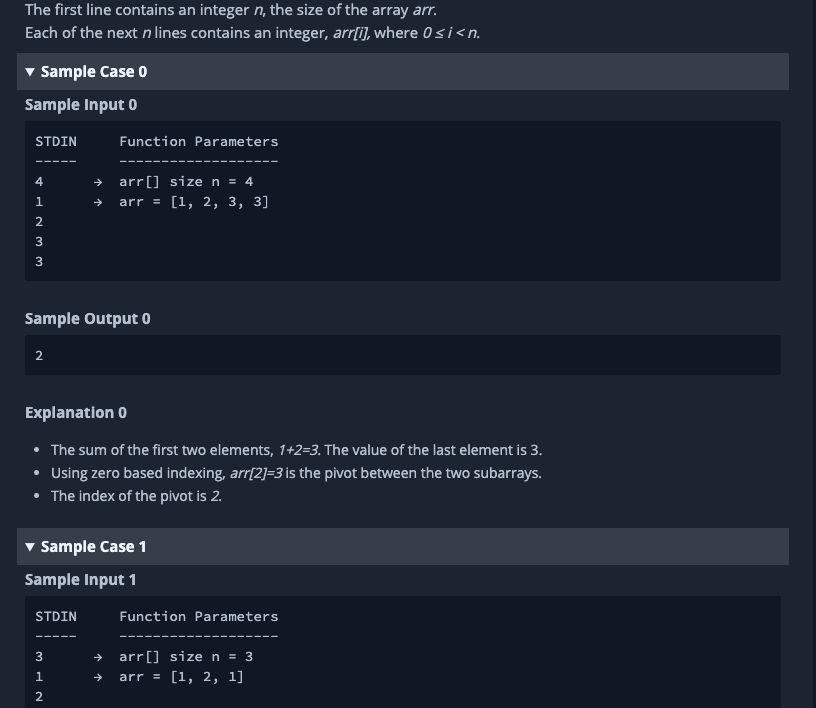 The first line contains an integer n, the size of the array arr.
Each of the next n lines contains an integer, arr[i], where 0 ≤ i < n.
▼ Sample Case 0
Sample Input 0
STDIN     Function Parameters
-----     -------------------
4      →  arr[] size n = 4
1      →  arr = [1, 2, 3, 3]
2
3
3
Sample Output 0
2
Explanation 0
• The sum of the first two elements, 1+2=3. The value of the last element is 3.
• Using zero based indexing, arr[2]=3 is the pivot between the two subarrays.
• The index of the pivot is 2.
▼ Sample Case 1
Sample Input 1
STDIN     Function Parameters
-----     -------------------
3      →  arr[] size n = 3
1      →  arr = [1, 2, 1]
2